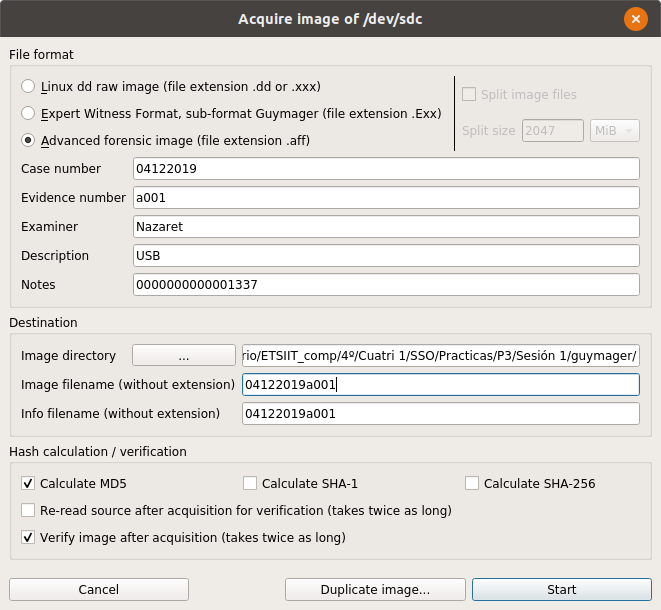 Acquire image of /dev/sdc
File format
Linux dd raw image (file extension .dd or .xxx)
Expert Witness Format, sub-format Guymager (file extension .Exx)
Advanced forensic image (file extension .aff)
Split image files
Split size 2047 MiB
Case number 04122019
Evidence number a001
Examiner Nazaret
Description USB
Notes 0000000000001337
Destination
Image directory ... rio/ETSIIT_comp/4º/Cuatri 1/SSO/Practicas/P3/Sesión 1/guymager/
Image filename (without extension) 04122019a001
Info filename (without extension) 04122019a001
Hash calculation / verification
Calculate MD5 Calculate SHA-1 Calculate SHA-256
Re-read source after acquisition for verification (takes twice as long)
Verify image after acquisition (takes twice as long)
Cancel Duplicate image... Start